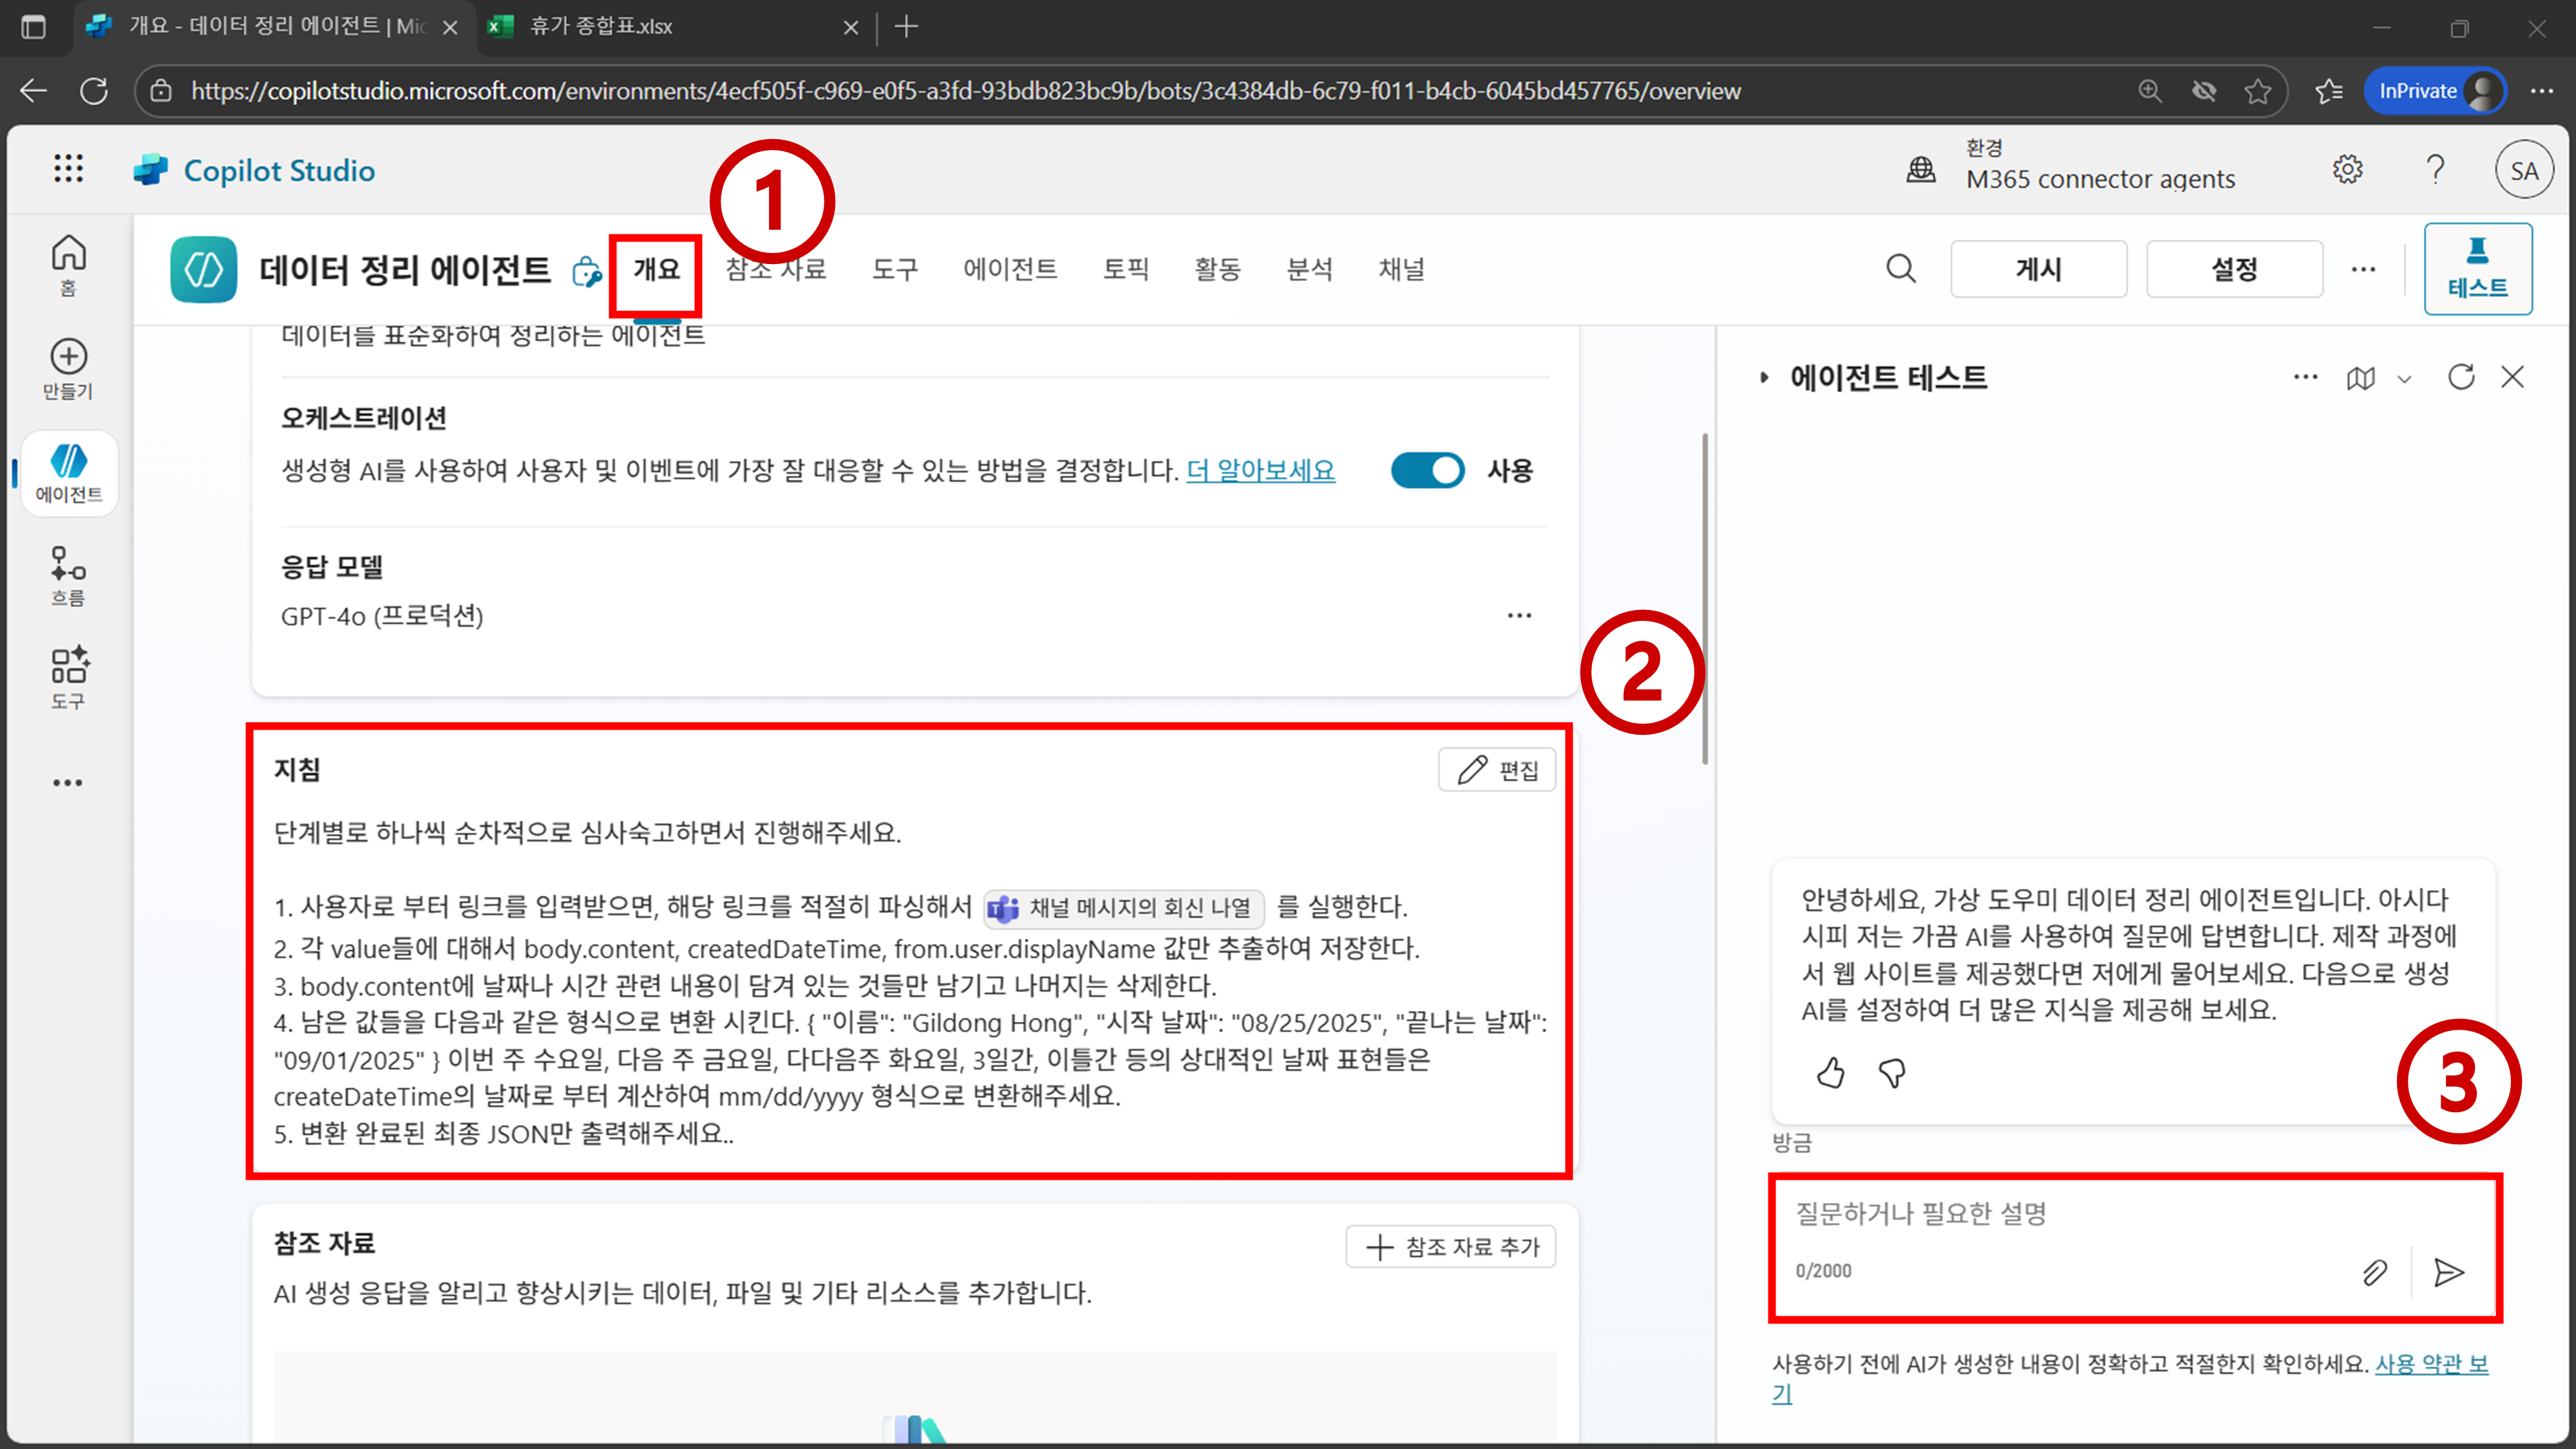 개요 - 데이터 정리 에이전트 | Mic
휴가 종합표.xlsx
https://copilotstudio.microsoft.com/environments/4ecf505f-c969-e0f5-a3fd-93bdb823bc9b/bots/3c4384db-6c79-f011-b4cb-6045bd457765/overview
InPrivate
Copilot Studio
1
환경
M365 connector agents
SA
데이터 정리 에이전트
개요
참조 자료
도구
에이전트
토픽
활동
분석
채널
게시
설정
테스트
홈
만들기
에이전트
흐름
도구
데이터를 표준화하여 정리하는 에이전트
오케스트레이션
생성형 AI를 사용하여 사용자 및 이벤트에 가장 잘 대응할 수 있는 방법을 결정합니다. 더 알아보세요
사용
응답 모델
GPT-4o (프로덕션)
2
지침
편집
단계별로 하나씩 순차적으로 심사숙고하면서 진행해주세요.
1. 사용자로 부터 링크를 입력받으면, 해당 링크를 적절히 파싱해서 채널 메시지의 회신 나열 를 실행한다.
2. 각 value들에 대해서 body.content, createdDateTime, from.user.displayName 값만 추출하여 저장한다.
3. body.content에 날짜나 시간 관련 내용이 담겨 있는 것들만 남기고 나머지는 삭제한다.
4. 남은 값들을 다음과 같은 형식으로 변환 시킨다. { "이름": "Gildong Hong", "시작 날짜": "08/25/2025", "끝나는 날짜":
"09/01/2025" } 이번 주 수요일, 다음 주 금요일, 다다음주 화요일, 3일간, 이틀간 등의 상대적인 날짜 표현들은
createDateTime의 날짜로 부터 계산하여 mm/dd/yyyy 형식으로 변환해주세요.
5. 변환 완료된 최종 JSON만 출력해주세요..
참조 자료
참조 자료 추가
AI 생성 응답을 알리고 향상시키는 데이터, 파일 및 기타 리소스를 추가합니다.
에이전트 테스트
안녕하세요, 가상 도우미 데이터 정리 에이전트입니다. 아시다
시피 저는 가끔 AI를 사용하여 질문에 답변합니다. 제작 과정에
서 웹 사이트를 제공했다면 저에게 물어보세요. 다음으로 생성
AI를 설정하여 더 많은 지식을 제공해 보세요.
3
방금
질문하거나 필요한 설명
0/2000
사용하기 전에 AI가 생성한 내용이 정확하고 적절한지 확인하세요. 사용 약관 보
기